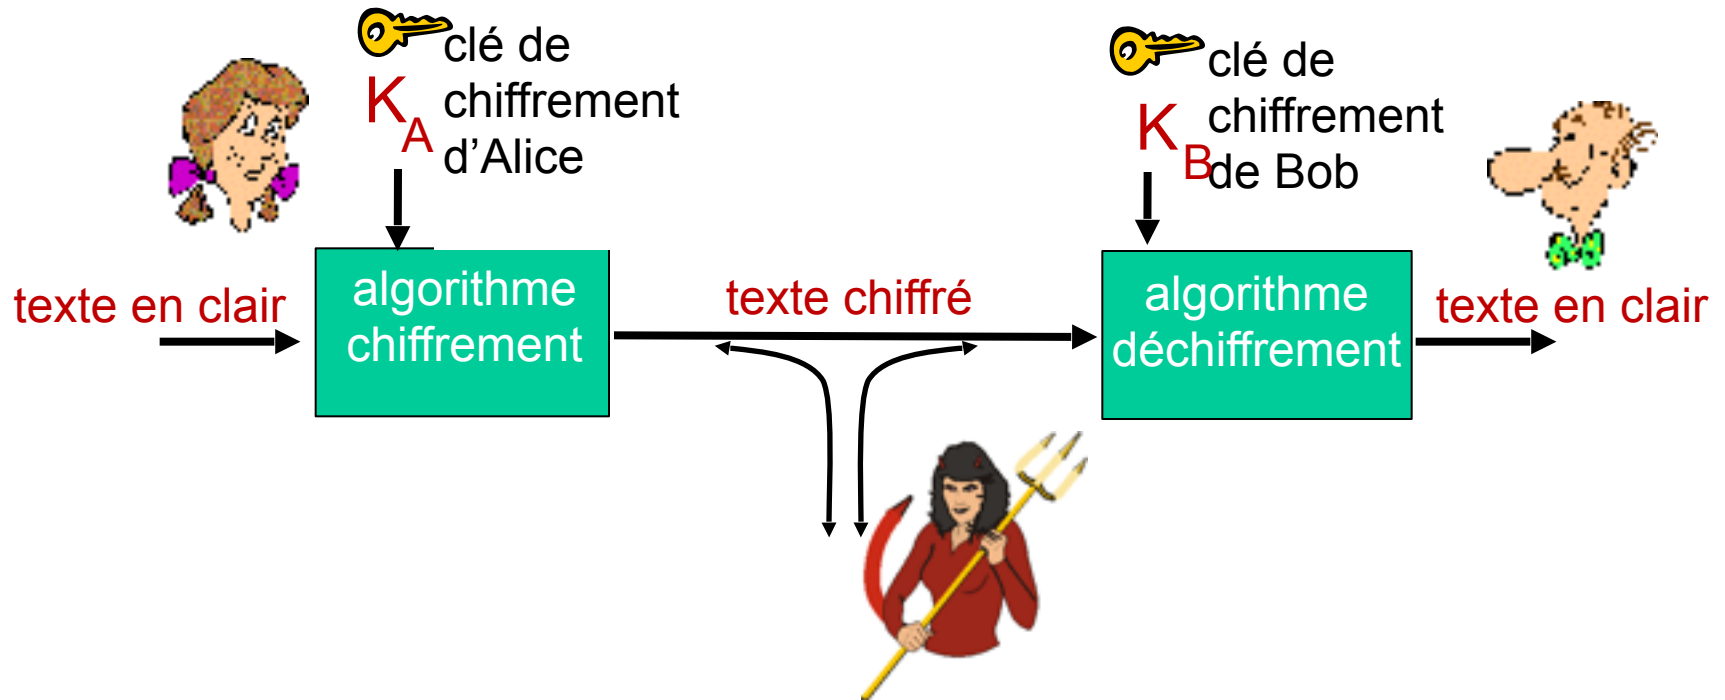 clé de
chiffrement
d’Alice
K
A
clé de
chiffrement
de Bob
K
B
texte en clair
algorithme
chiffrement
texte chiffré
algorithme
déchiffrement
texte en clair